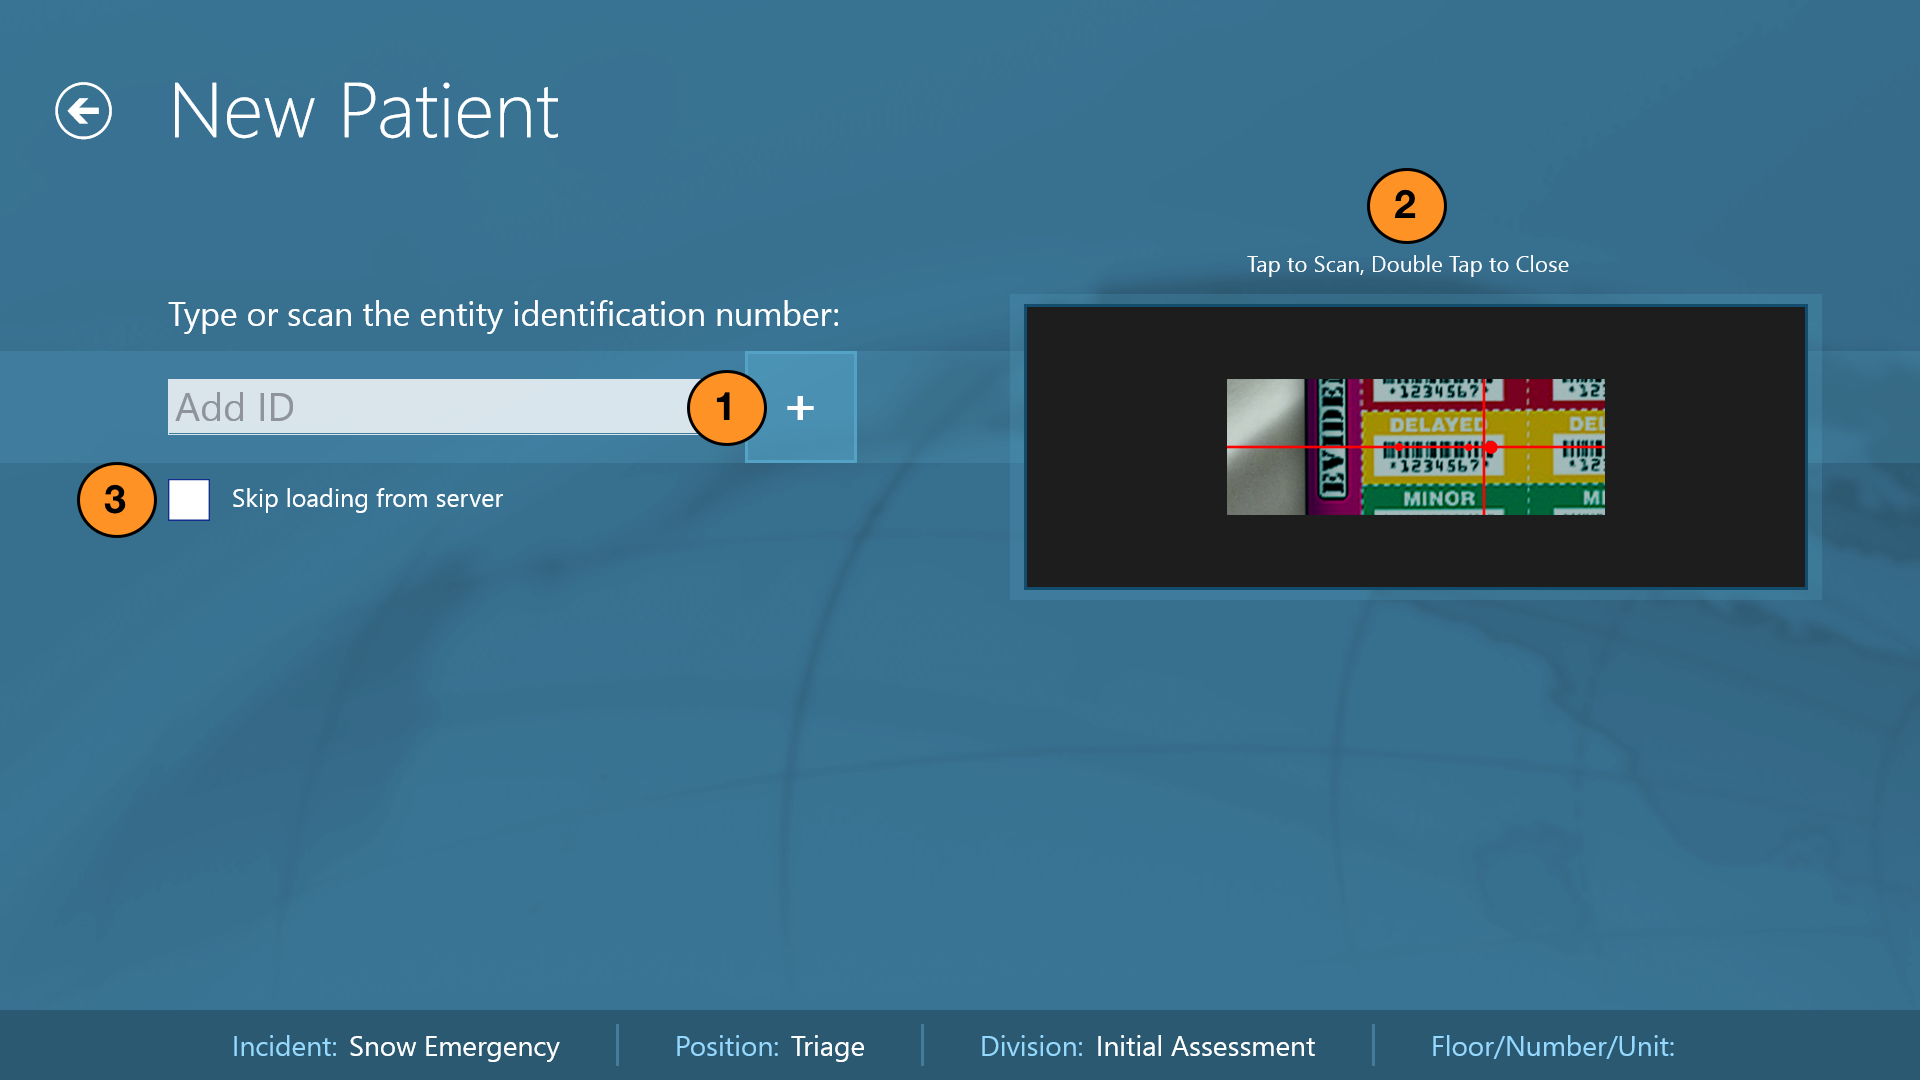 New Patient
2
Tap to Scan, Double Tap to Close
Type or scan the entity identification number:
Add ID
1
+
3
Skip loading from server
EVIDE
*1234567*
*12
DELAYED
DEL
*1234567*
*12
MINOR
MI
Incident: Snow Emergency
Position: Triage
Division: Initial Assessment
Floor/Number/Unit: